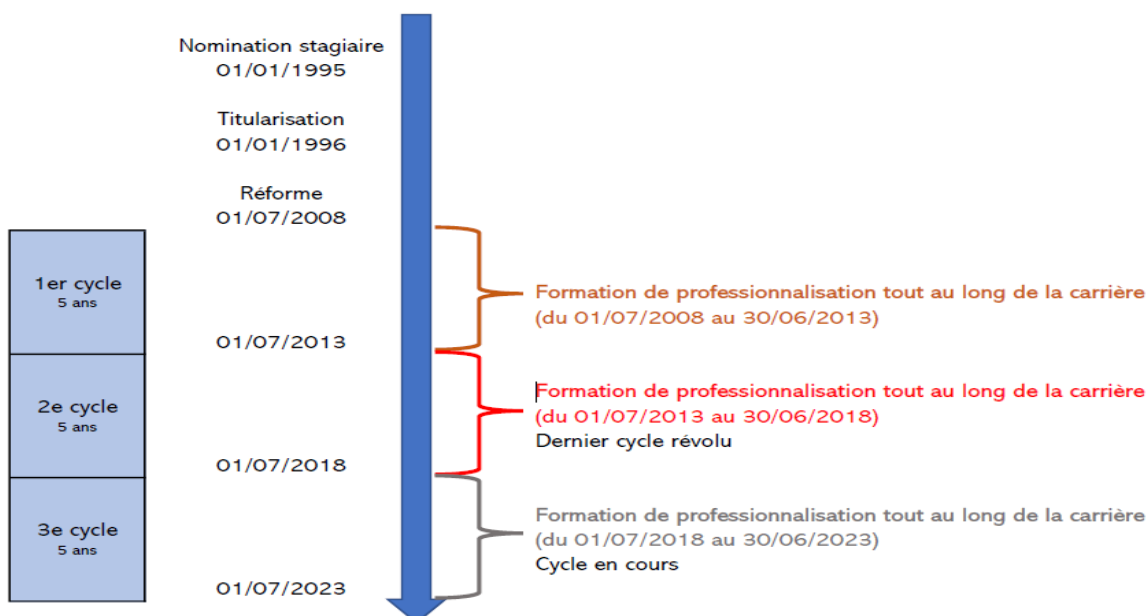 Nomination stagiaire
01/01/1995
Titularisation
01/01/1996
Réforme
01/07/2008
1er cycle
5 ans
Formation de professionnalisation tout au long de la carrière
(du 01/07/2008 au 30/06/2013)
01/07/2013
2e cycle
5 ans
Formation de professionnalisation tout au long de la carrière
(du 01/07/2013 au 30/06/2018)
Dernier cycle révolu
01/07/2018
3e cycle
5 ans
Formation de professionnalisation tout au long de la carrière
(du 01/07/2018 au 30/06/2023)
Cycle en cours
01/07/2023